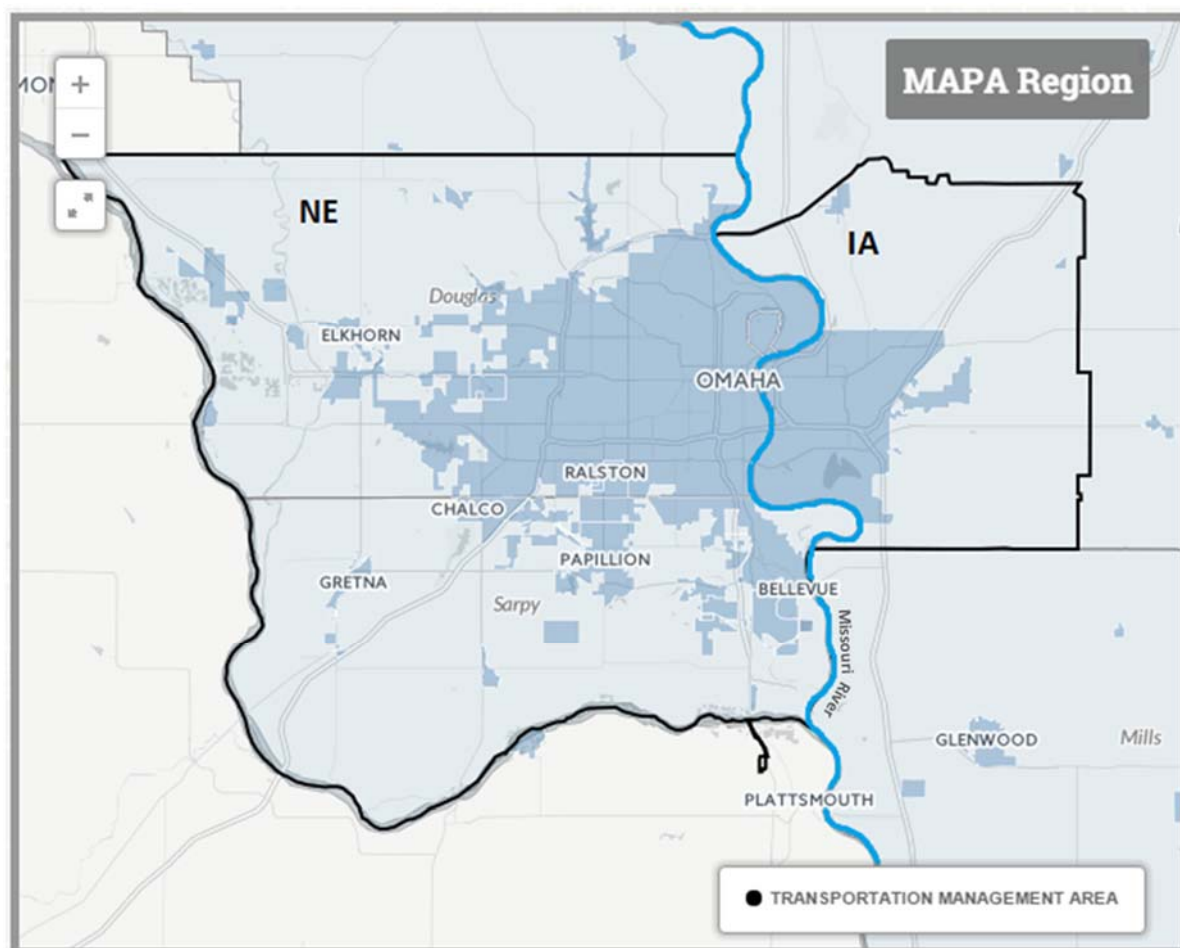 MAPA Region
+
−
NE
IA
Douglas
ELKHORN
OMAHA
RALSTON
CHALCO
PAPILLION
GRETNA
BELLEVUE
Sarpy
Missouri River
GLENWOOD
Mills
PLATTSMOUTH
TRANSPORTATION MANAGEMENT AREA